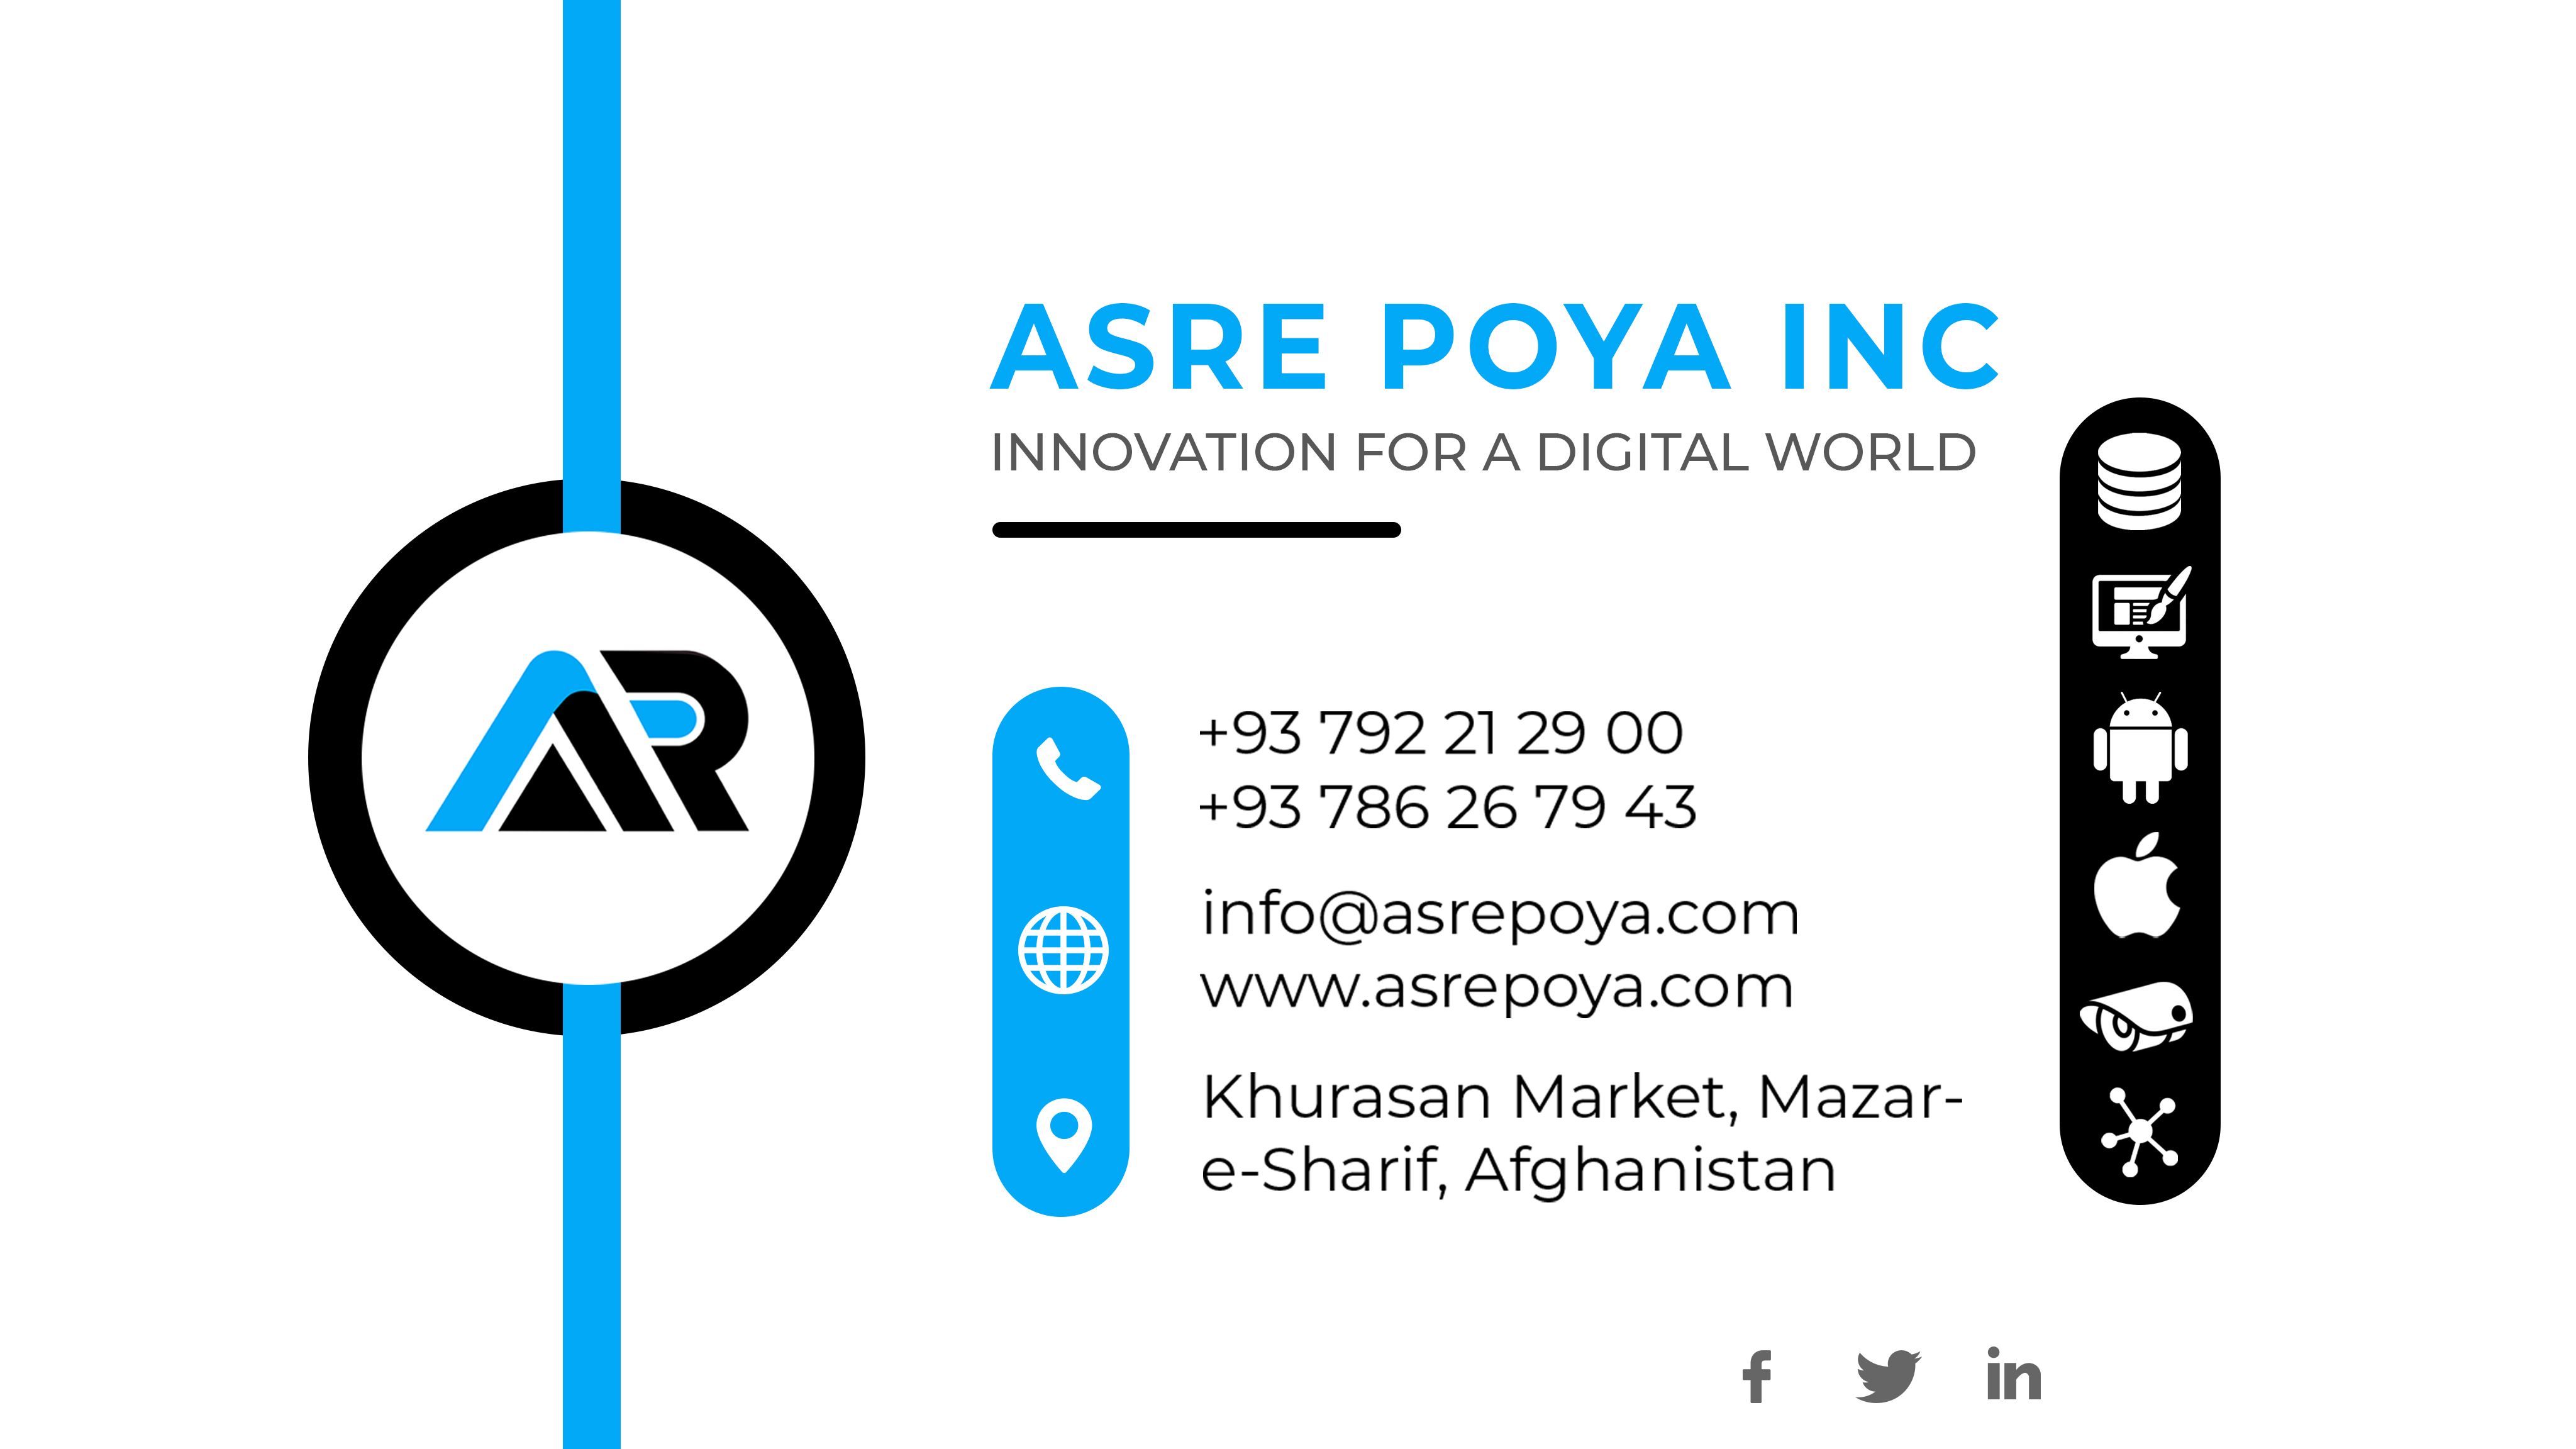 AR
ASRE POYA INC
INNOVATION FOR A DIGITAL WORLD
+93 792 21 29 00
+93 786 26 79 43
info@asrepoya.com
www.asrepoya.com
Khurasan Market, Mazar-
e-Sharif, Afghanistan